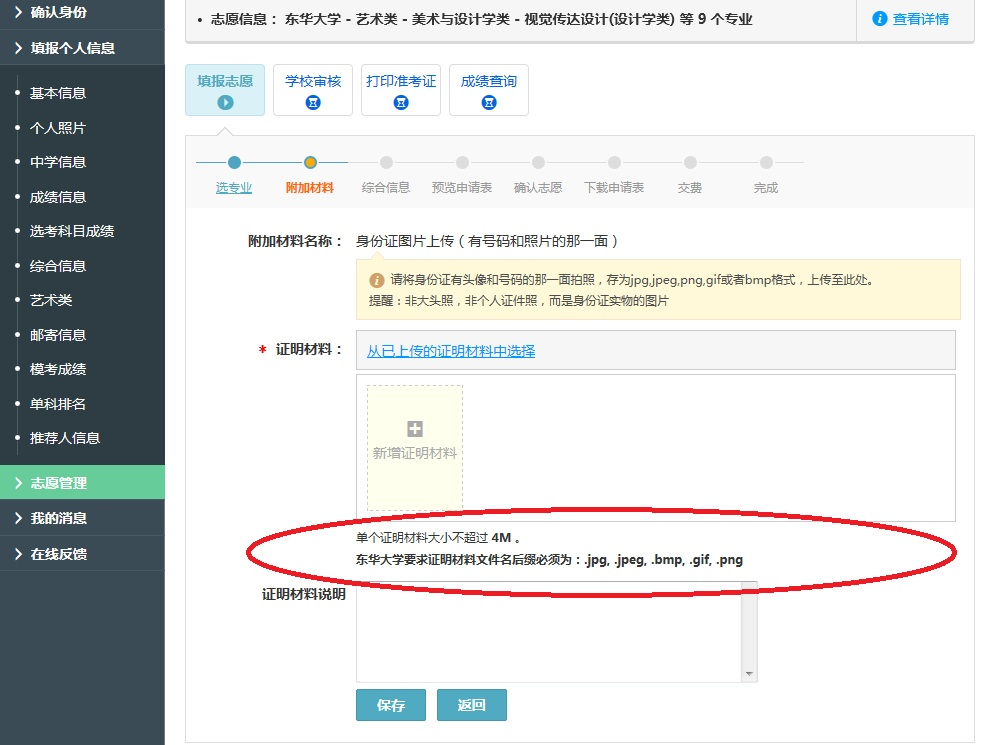 确认身份
填报个人信息
基本信息
个人照片
中学信息
成绩信息
选考科目成绩
综合信息
艺术类
邮寄信息
模考成绩
单科排名
推荐人信息
志愿管理
我的消息
在线反馈
• 志愿信息： 东华大学 - 艺术类 - 美术与设计学类 - 视觉传达设计(设计学类) 等 9 个专业
查看详情
填报志愿 学校审核 打印准考证 成绩查询
选专业 附加材料 综合信息 预览申请表 确认志愿 下载申请表 交费 完成
附加材料名称： 身份证图片上传（有号码和照片的那一面）
请将身份证有头像和号码的那一面拍照，存为jpg,jpeg,png,gif或者bmp格式，上传至此处。
提醒：非大头照，非个人证件照，而是身份证实物的图片
* 证明材料： 从已上传的证明材料中选择
新增证明材料
单个证明材料大小不超过 4M 。
东华大学要求证明材料文件名后缀必须为：.jpg, .jpeg, .bmp, .gif, .png
证明材料说明
保存 返回